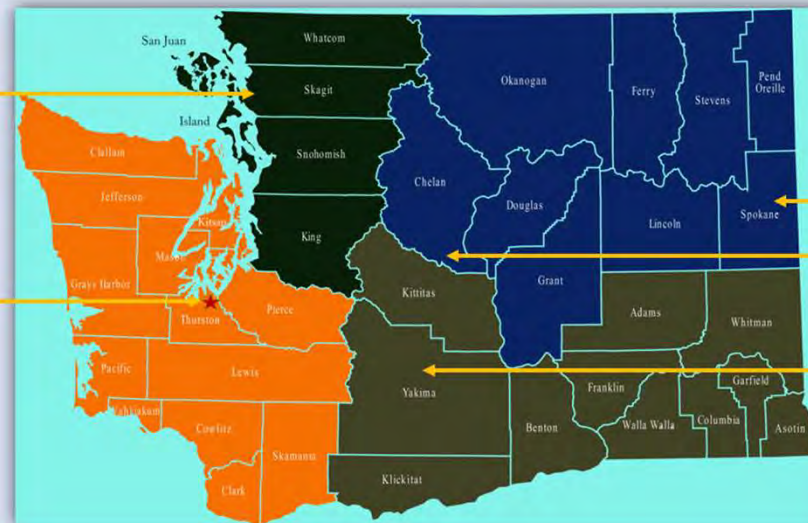 San Juan
Whatcom
Skagit
Island
Snohomish
King
Okanogan
Ferry
Stevens
Pend
Oreille
Chelan
Douglas
Lincoln
Spokane
Grant
Clallam
Jefferson
Kitsap
Mason
Grays Harbor
Thurston
Pierce
Pacific
Lewis
Wahkiakum
Cowlitz
Skamania
Clark
Kittitas
Adams
Whitman
Yakima
Franklin
Garfield
Benton
Walla Walla
Columbia
Asotin
Klickitat